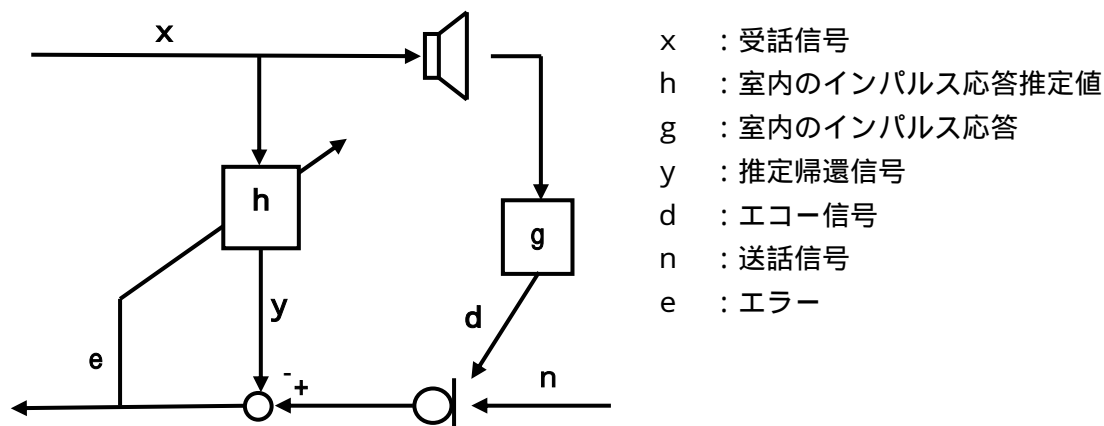 x
h
g
y
d
e
n
-
+
x ：受話信号
h ：室内のインパルス応答推定値
g ：室内のインパルス応答
y ：推定帰還信号
d ：エコー信号
n ：送話信号
e ：エラー